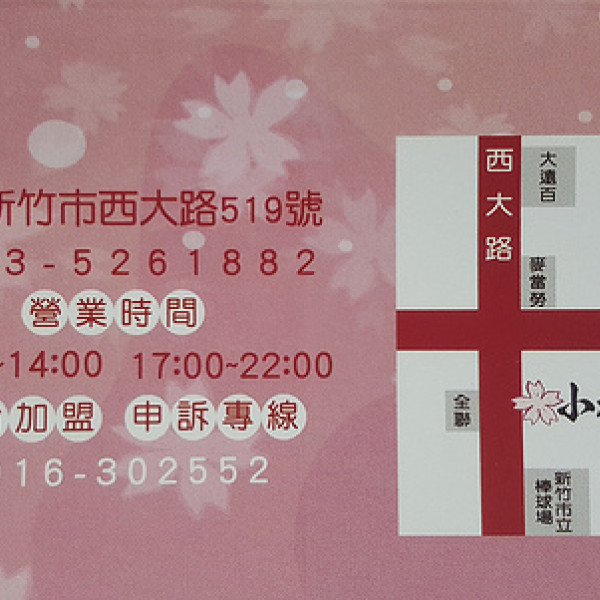 新竹市西大路519號
3-5261882
營業時間
~14:00 17:00~22:00
加盟 申訴專線
916-302552
西大路
大遠百
麥當勞
全聯
小
新竹市立
棒球場